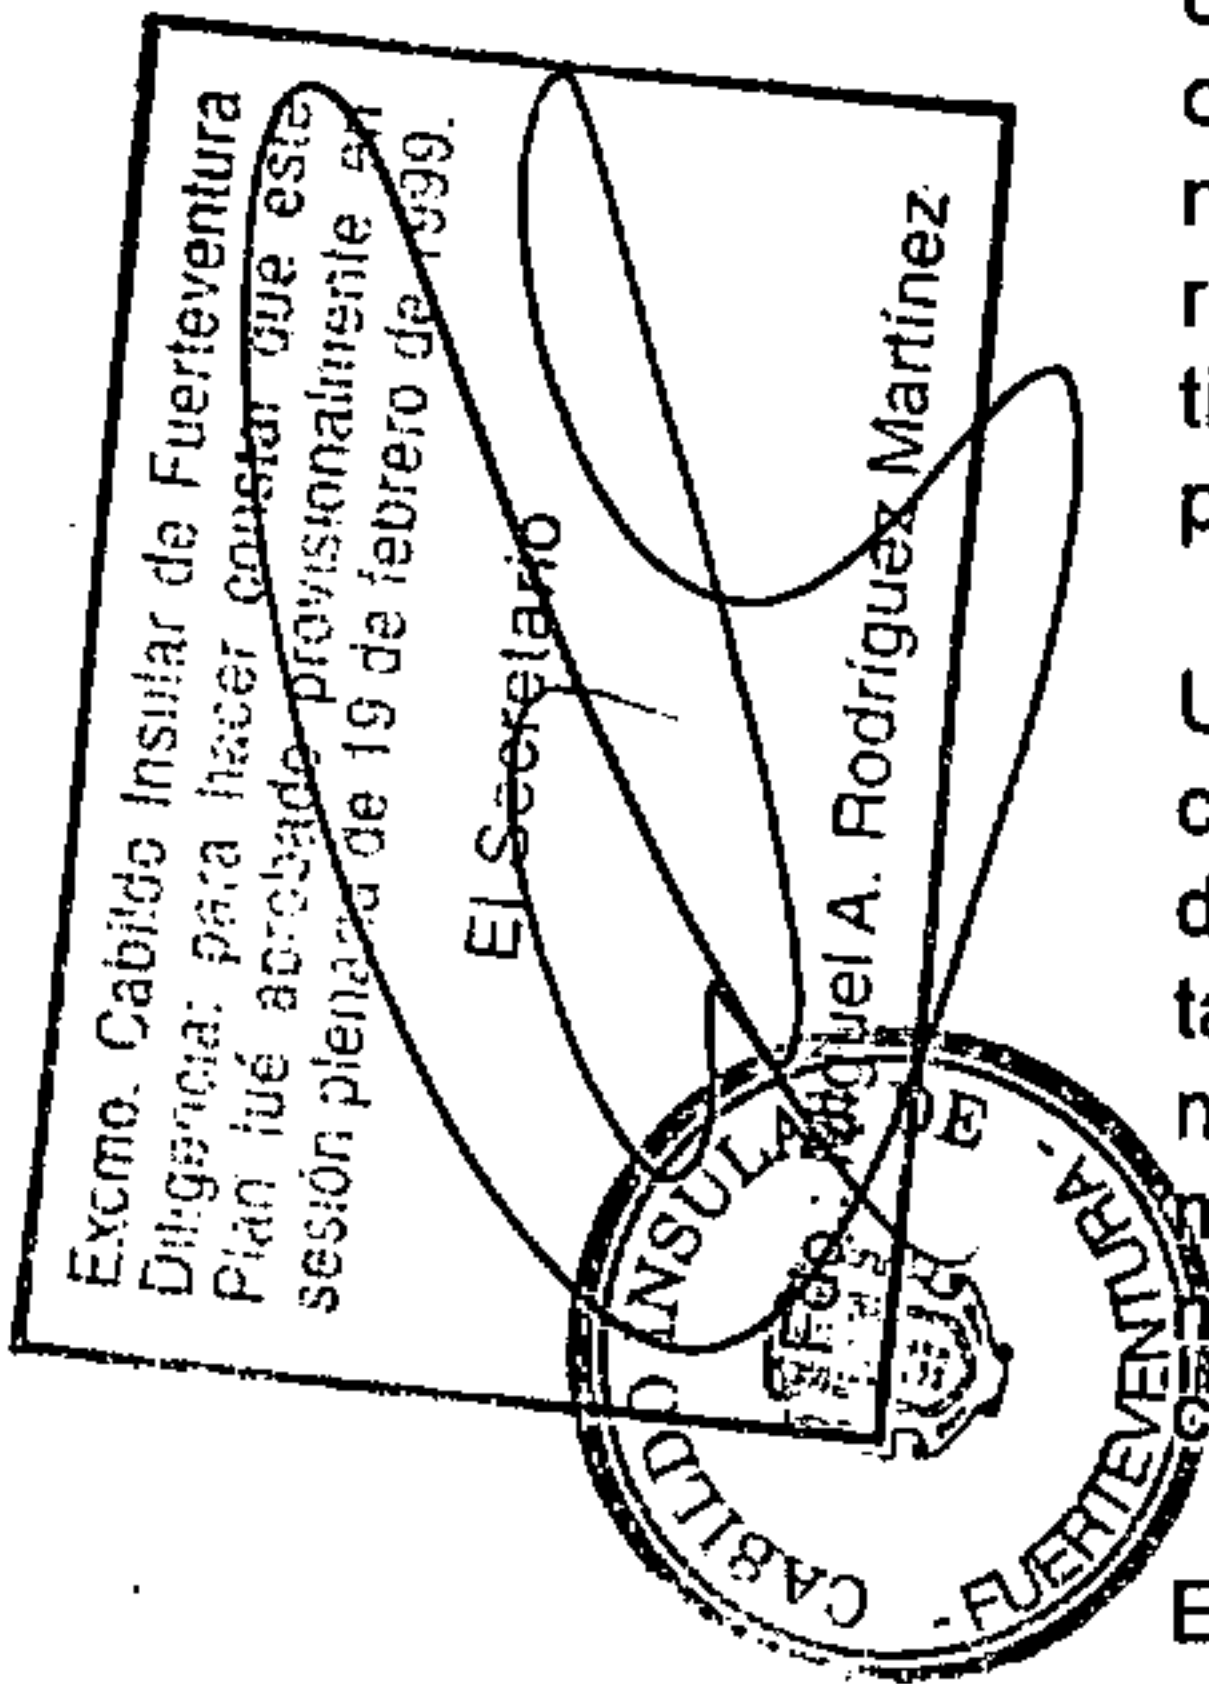 Excmo. Cabildo Insular de Fuerteventura
Diligencia: para hacer constar que este
Plan fué aprobado provisionalmente en
sesión plenaria de 19 de febrero de 1999.
El Secretario
Fdo.: Miguel A. Rodríguez Martínez
CABILDO INSULAR DE
- FUERTEVENTURA -